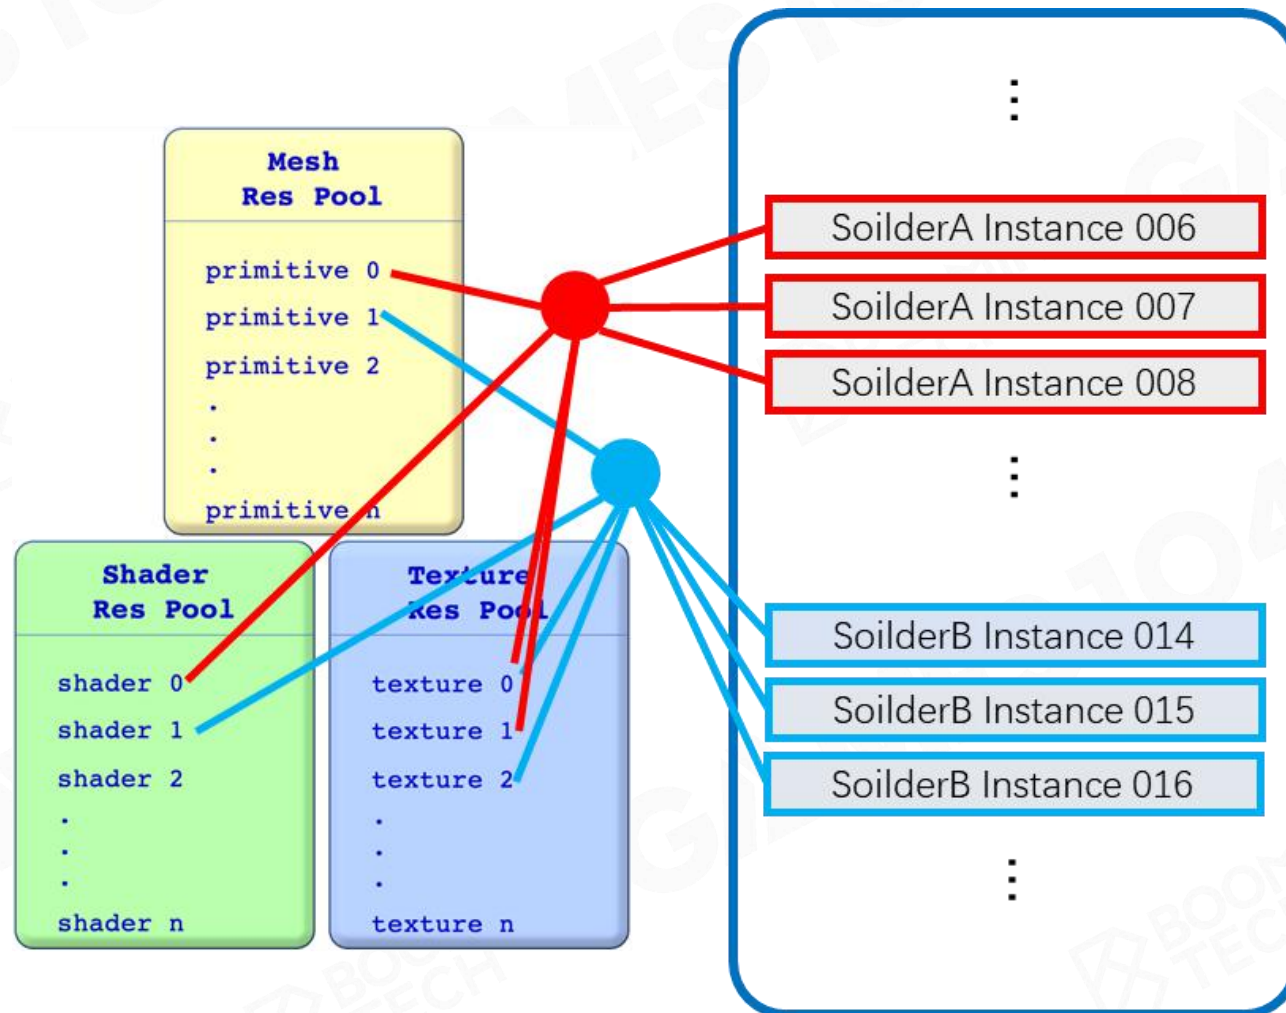 Mesh
Res Pool
primitive 0
primitive 1
primitive 2
.
.
.
primitive n
Shader
Res Pool
shader 0
shader 1
shader 2
.
.
.
shader n
Texture
Res Pool
texture 0
texture 1
texture 2
.
.
.
texture n
⋮
SoilderA Instance 006
SoilderA Instance 007
SoilderA Instance 008
⋮
SoilderB Instance 014
SoilderB Instance 015
SoilderB Instance 016
⋮
BOOM
TECH